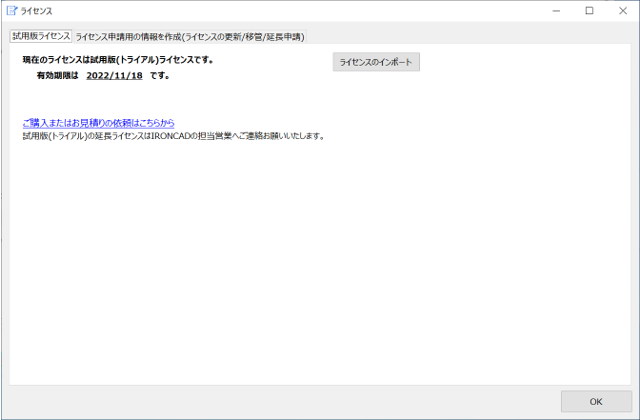 ライセンス
試用版ライセンス ライセンス申請用の情報を作成(ライセンスの更新/移管/延長申請)
現在のライセンスは試用版(トライアル)ライセンスです。 ライセンスのインポート
有効期限は 2022/11/18 です。
ご購入またはお見積りの依頼はこちらから
試用版(トライアル)の延長ライセンスはIRONCADの担当営業へご連絡お願いいたします。
OK